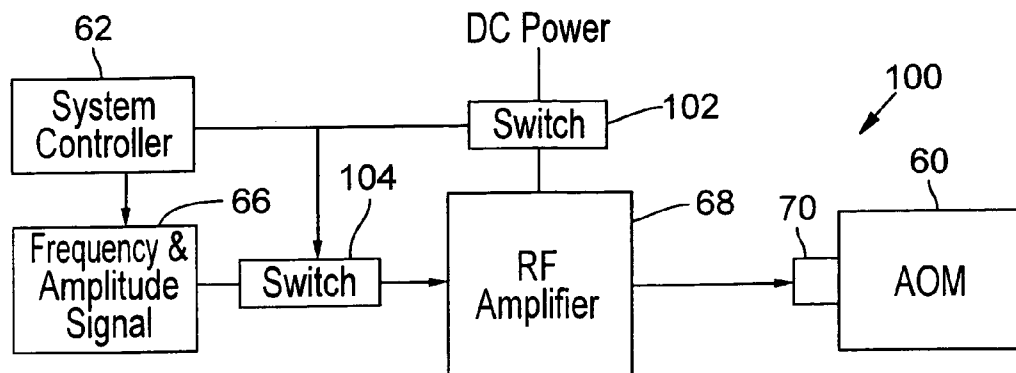 DC Power
62
System
Controller
Switch
102
100
104
66
68
70
60
Frequency &
Amplitude
Signal
Switch
RF
Amplifier
AOM